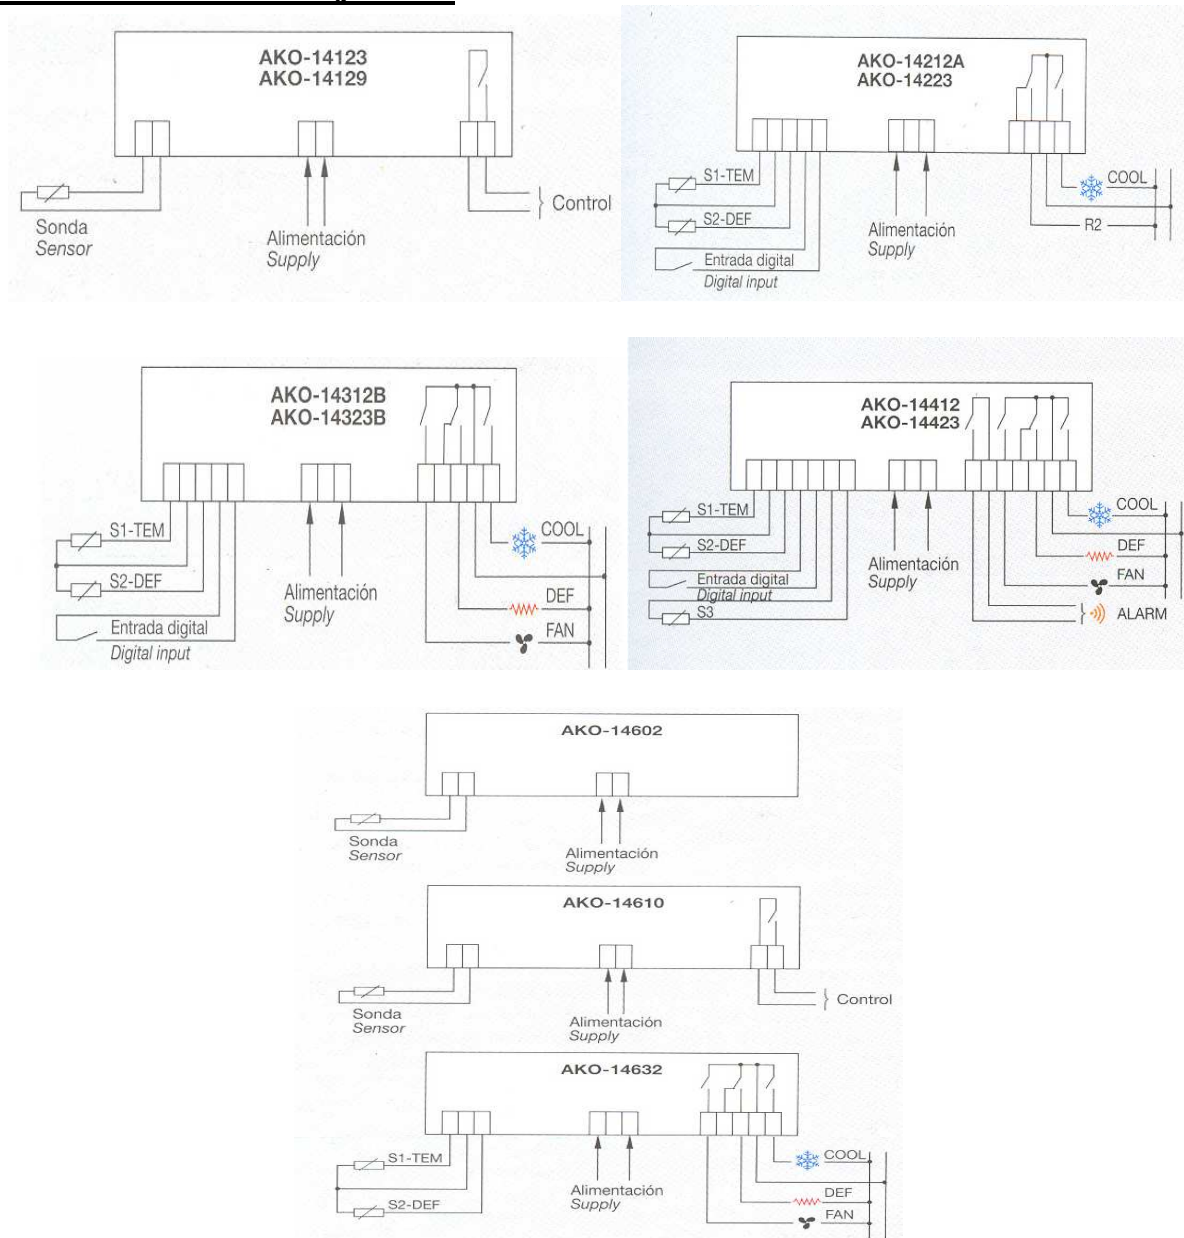 AKO-14123
AKO-14129
Sonda
Sensor
Alimentación
Supply
Control
AKO-14212A
AKO-14223
S1-TEM
S2-DEF
Entrada digital
Digital input
Alimentación
Supply
COOL
R2
AKO-14312B
AKO-14323B
S1-TEM
S2-DEF
Entrada digital
Digital input
Alimentación
Supply
COOL
DEF
FAN
AKO-14412
AKO-14423
S1-TEM
S2-DEF
Entrada digital
Digital input
S3
Alimentación
Supply
COOL
DEF
FAN
ALARM
AKO-14602
Sonda
Sensor
Alimentación
Supply
AKO-14610
Sonda
Sensor
Alimentación
Supply
Control
AKO-14632
S1-TEM
S2-DEF
Alimentación
Supply
COOL
DEF
FAN